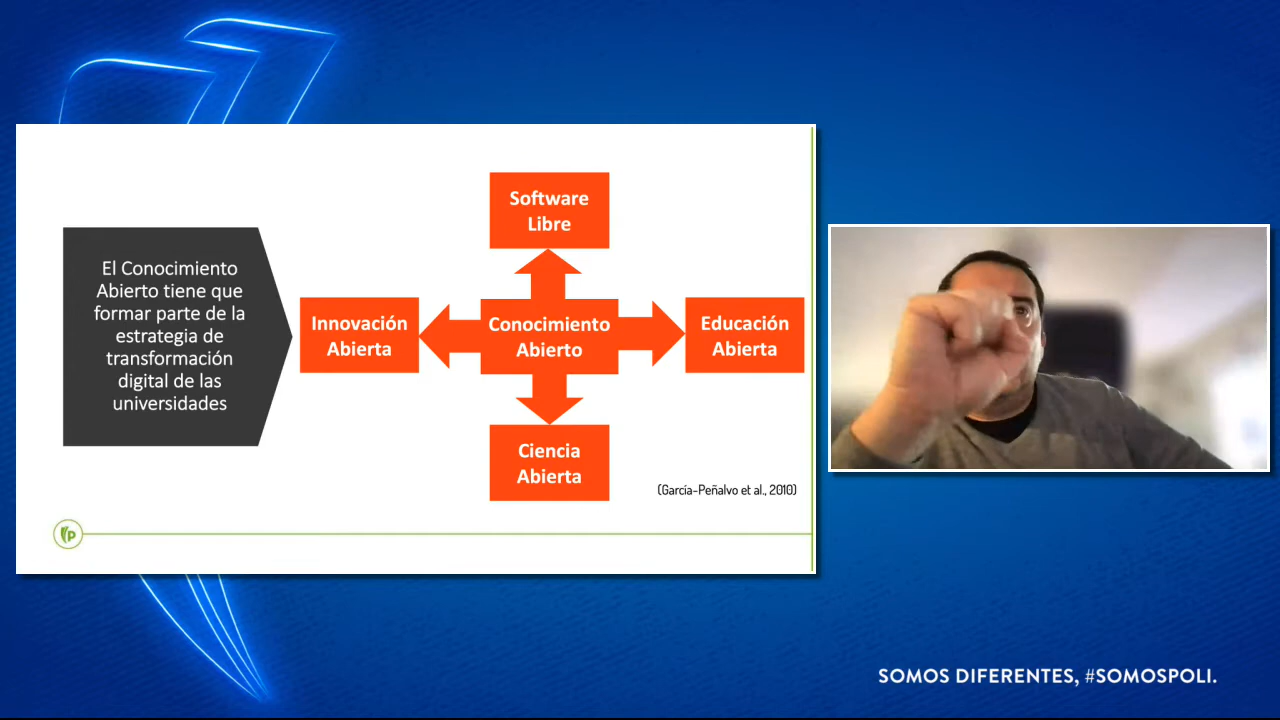 El Conocimiento
Abierto tiene que
formar parte de la
estrategia de
transformación
digital de las
universidades
Software
Libre
Innovación
Abierta
Conocimiento
Abierto
Educación
Abierta
Ciencia
Abierta
(García-Peñalvo et al., 2010)
P
SOMOS DIFERENTES, #SOMOSPOLI.